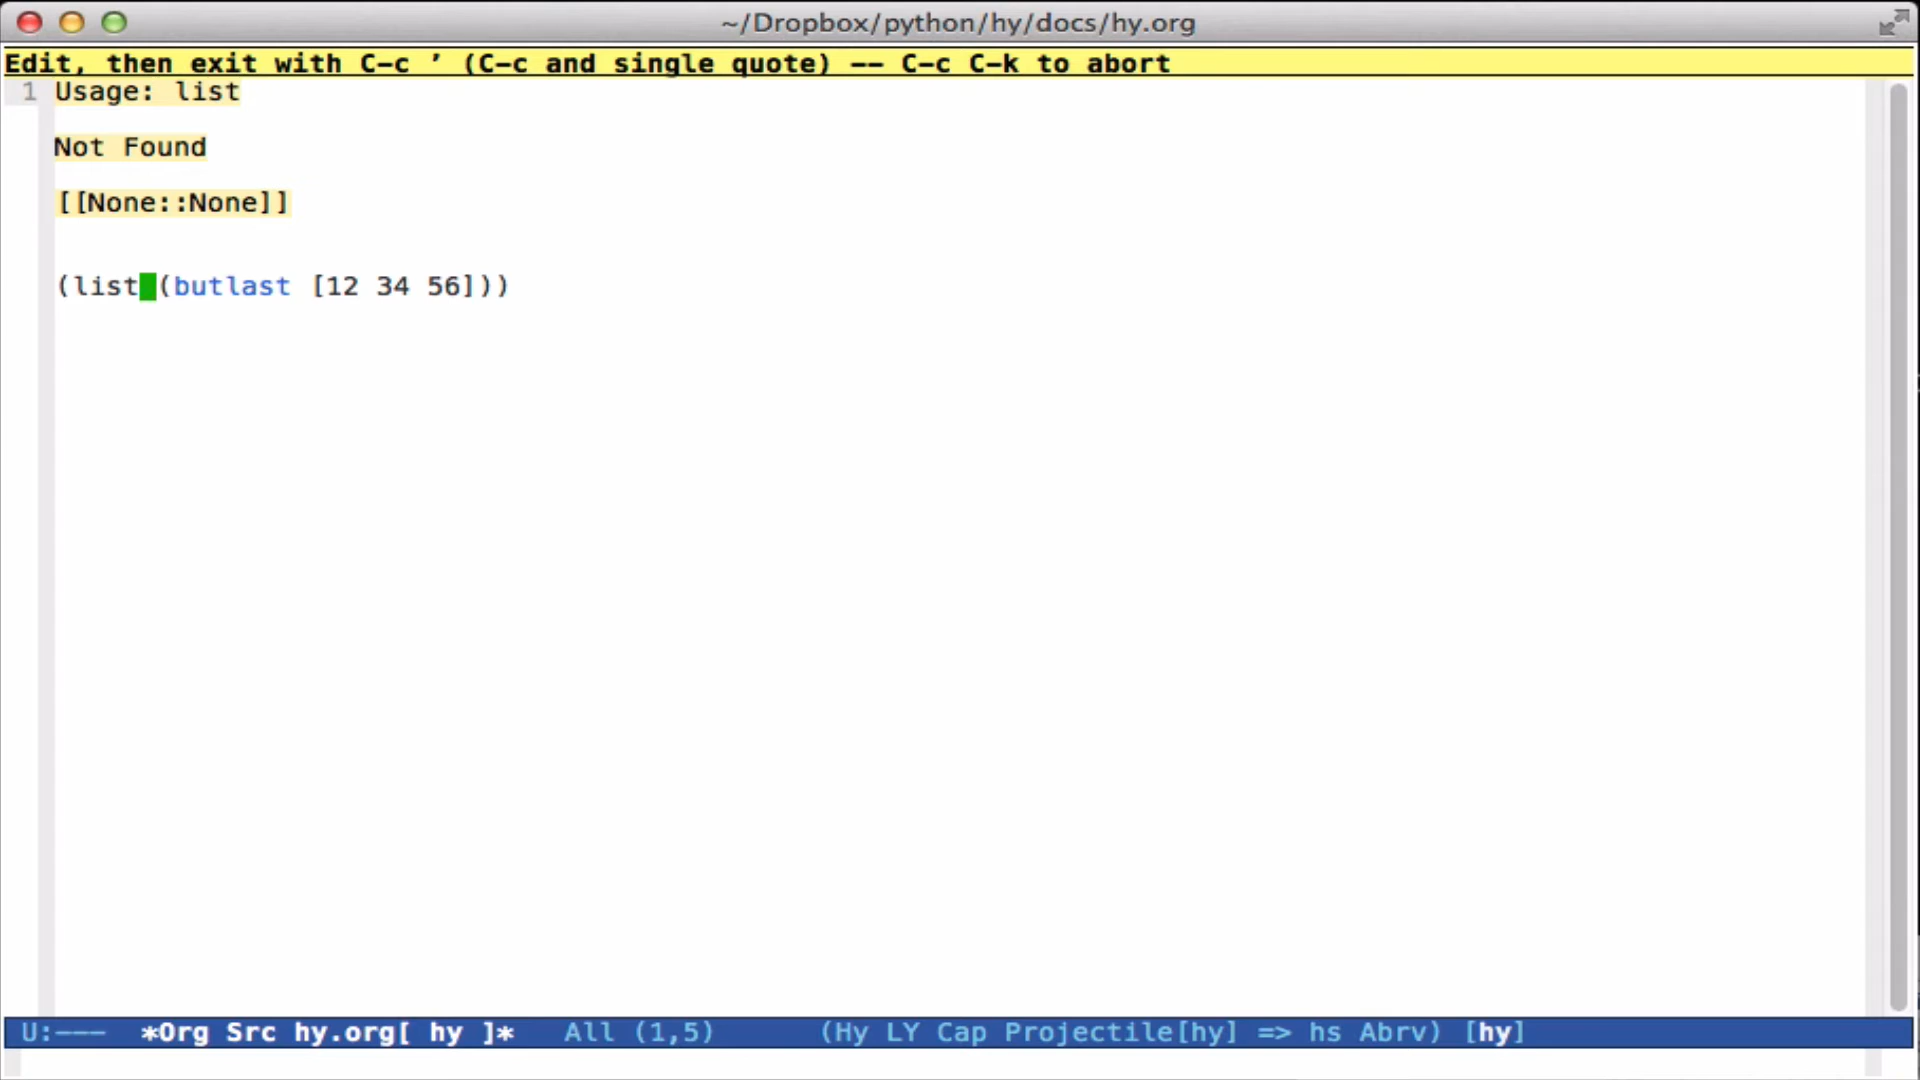 ~/Dropbox/python/hy/docs/hy.org
Edit, then exit with C-c ’ (C-c and single quote) -- C-c C-k to abort
1 Usage: list
Not Found
[[None::None]]
(list (butlast [12 34 56]))
U:--- *Org Src hy.org[ hy ]* All (1,5) (Hy LY Cap Projectile[hy] => hs Abrv) [hy]